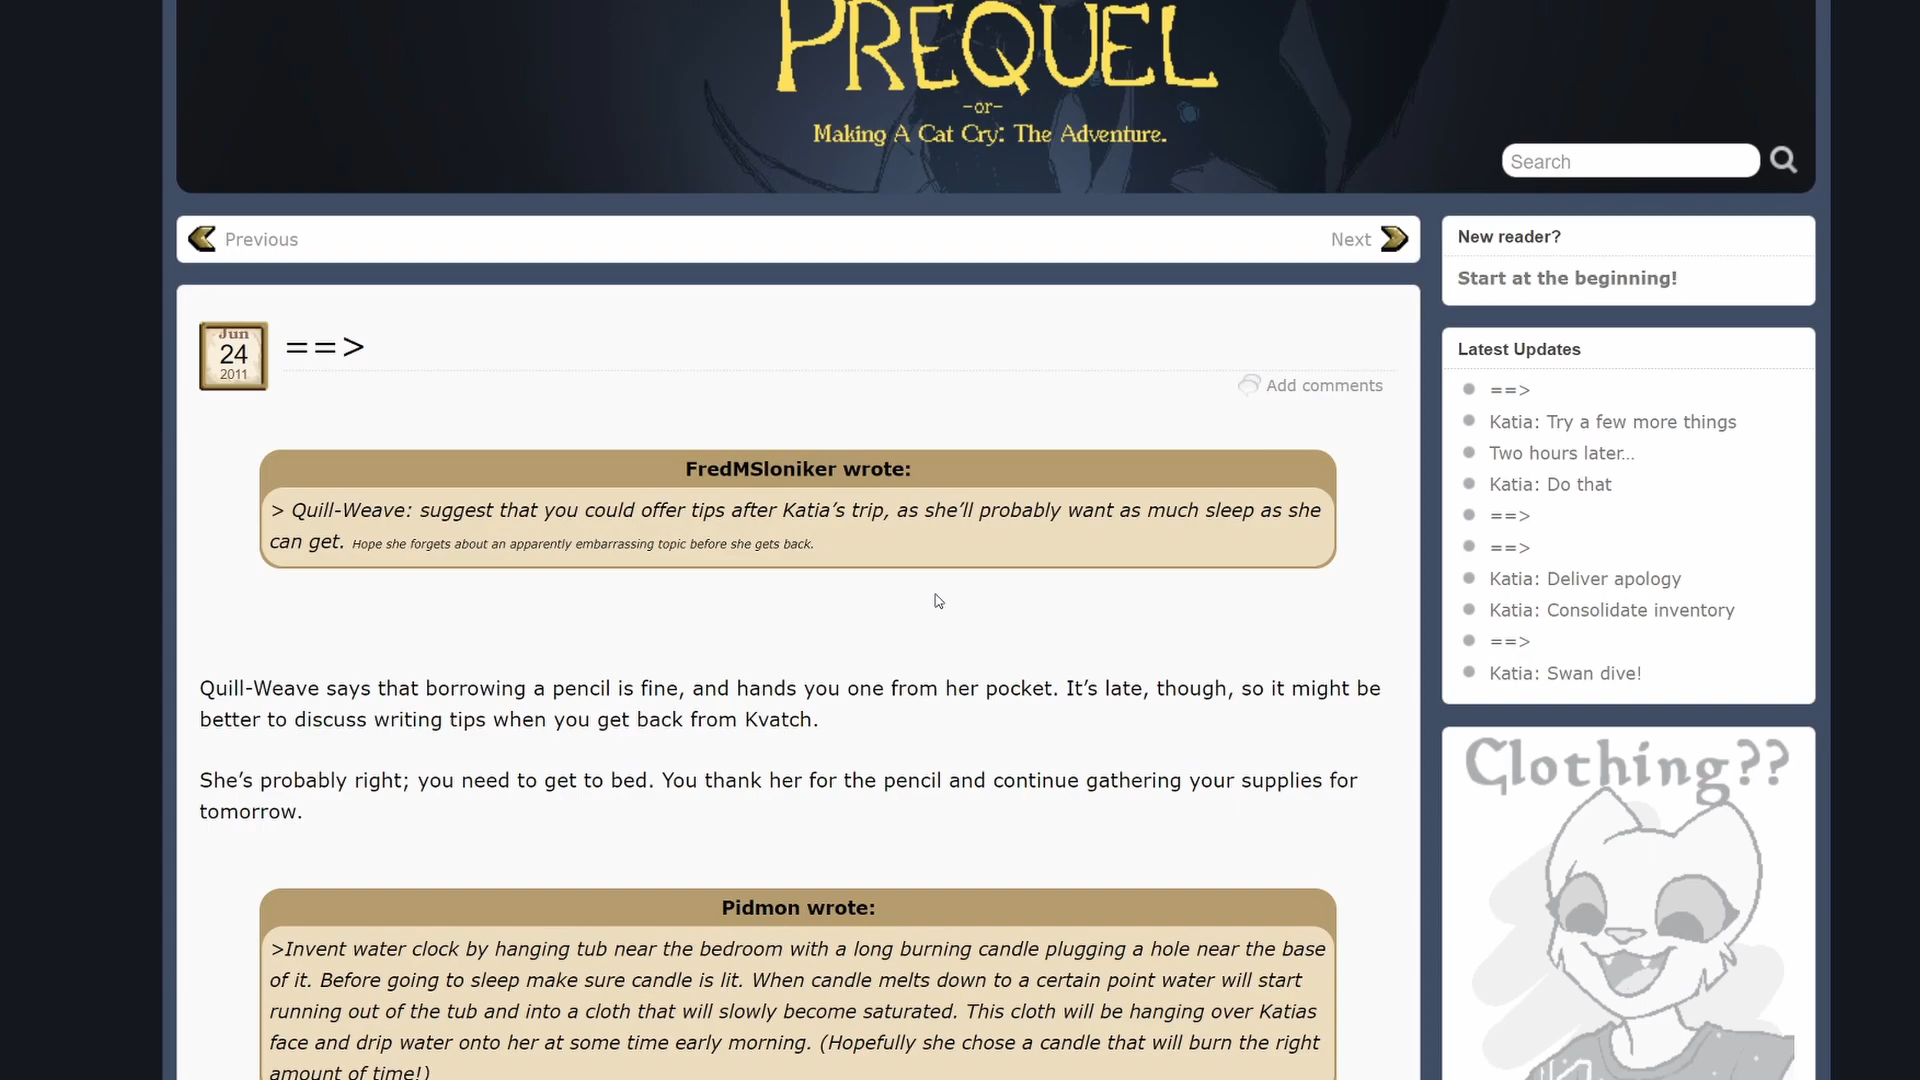 PREQUEL
-or-
Making A Cat Cry: The Adventure.
Search
Previous
Next
New reader?
Start at the beginning!
Jun
24
2011
==>
Add comments
Latest Updates
==>
Katia: Try a few more things
Two hours later...
Katia: Do that
==>
==>
Katia: Deliver apology
Katia: Consolidate inventory
==>
Katia: Swan dive!
FredMSloniker wrote:
> Quill-Weave: suggest that you could offer tips after Katia’s trip, as she’ll probably want as much sleep as she
can get. Hope she forgets about an apparently embarrassing topic before she gets back.
Quill-Weave says that borrowing a pencil is fine, and hands you one from her pocket. It’s late, though, so it might be
better to discuss writing tips when you get back from Kvatch.
She’s probably right; you need to get to bed. You thank her for the pencil and continue gathering your supplies for
tomorrow.
Pidmon wrote:
>Invent water clock by hanging tub near the bedroom with a long burning candle plugging a hole near the base
of it. Before going to sleep make sure candle is lit. When candle melts down to a certain point water will start
running out of the tub and into a cloth that will slowly become saturated. This cloth will be hanging over Katias
face and drip water onto her at some time early morning. (Hopefully she chose a candle that will burn the right
amount of time!)
Clothing??